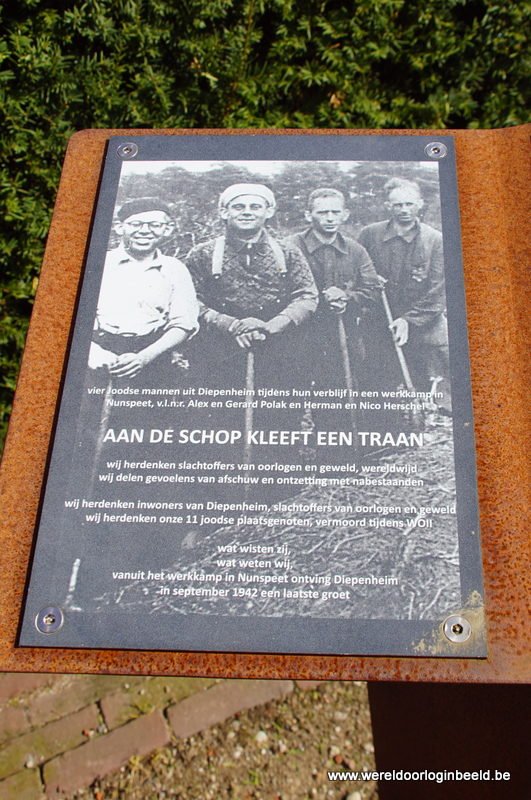 vier Joodse mannen uit Diepenheim tijdens hun verblijf in een werkkamp in
Nunspeet, v.l.n.r. Alex en Gerard Polak en Herman en Nico Herschel
AAN DE SCHOP KLEEFT EEN TRAAN
wij herdenken slachtoffers van oorlogen en geweld, wereldwijd
wij delen gevoelens van afschuw en ontzetting met nabestaanden
wij herdenken inwoners van Diepenheim, slachtoffers van oorlogen en geweld
wij herdenken onze 11 joodse plaatsgenoten, vermoord tijdens WOII
wat wisten zij,
wat weten wij,
vanuit het werkkamp in Nunspeet ontving Diepenheim
in september 1942 een laatste groet
www.wereldoorloginbeeld.be